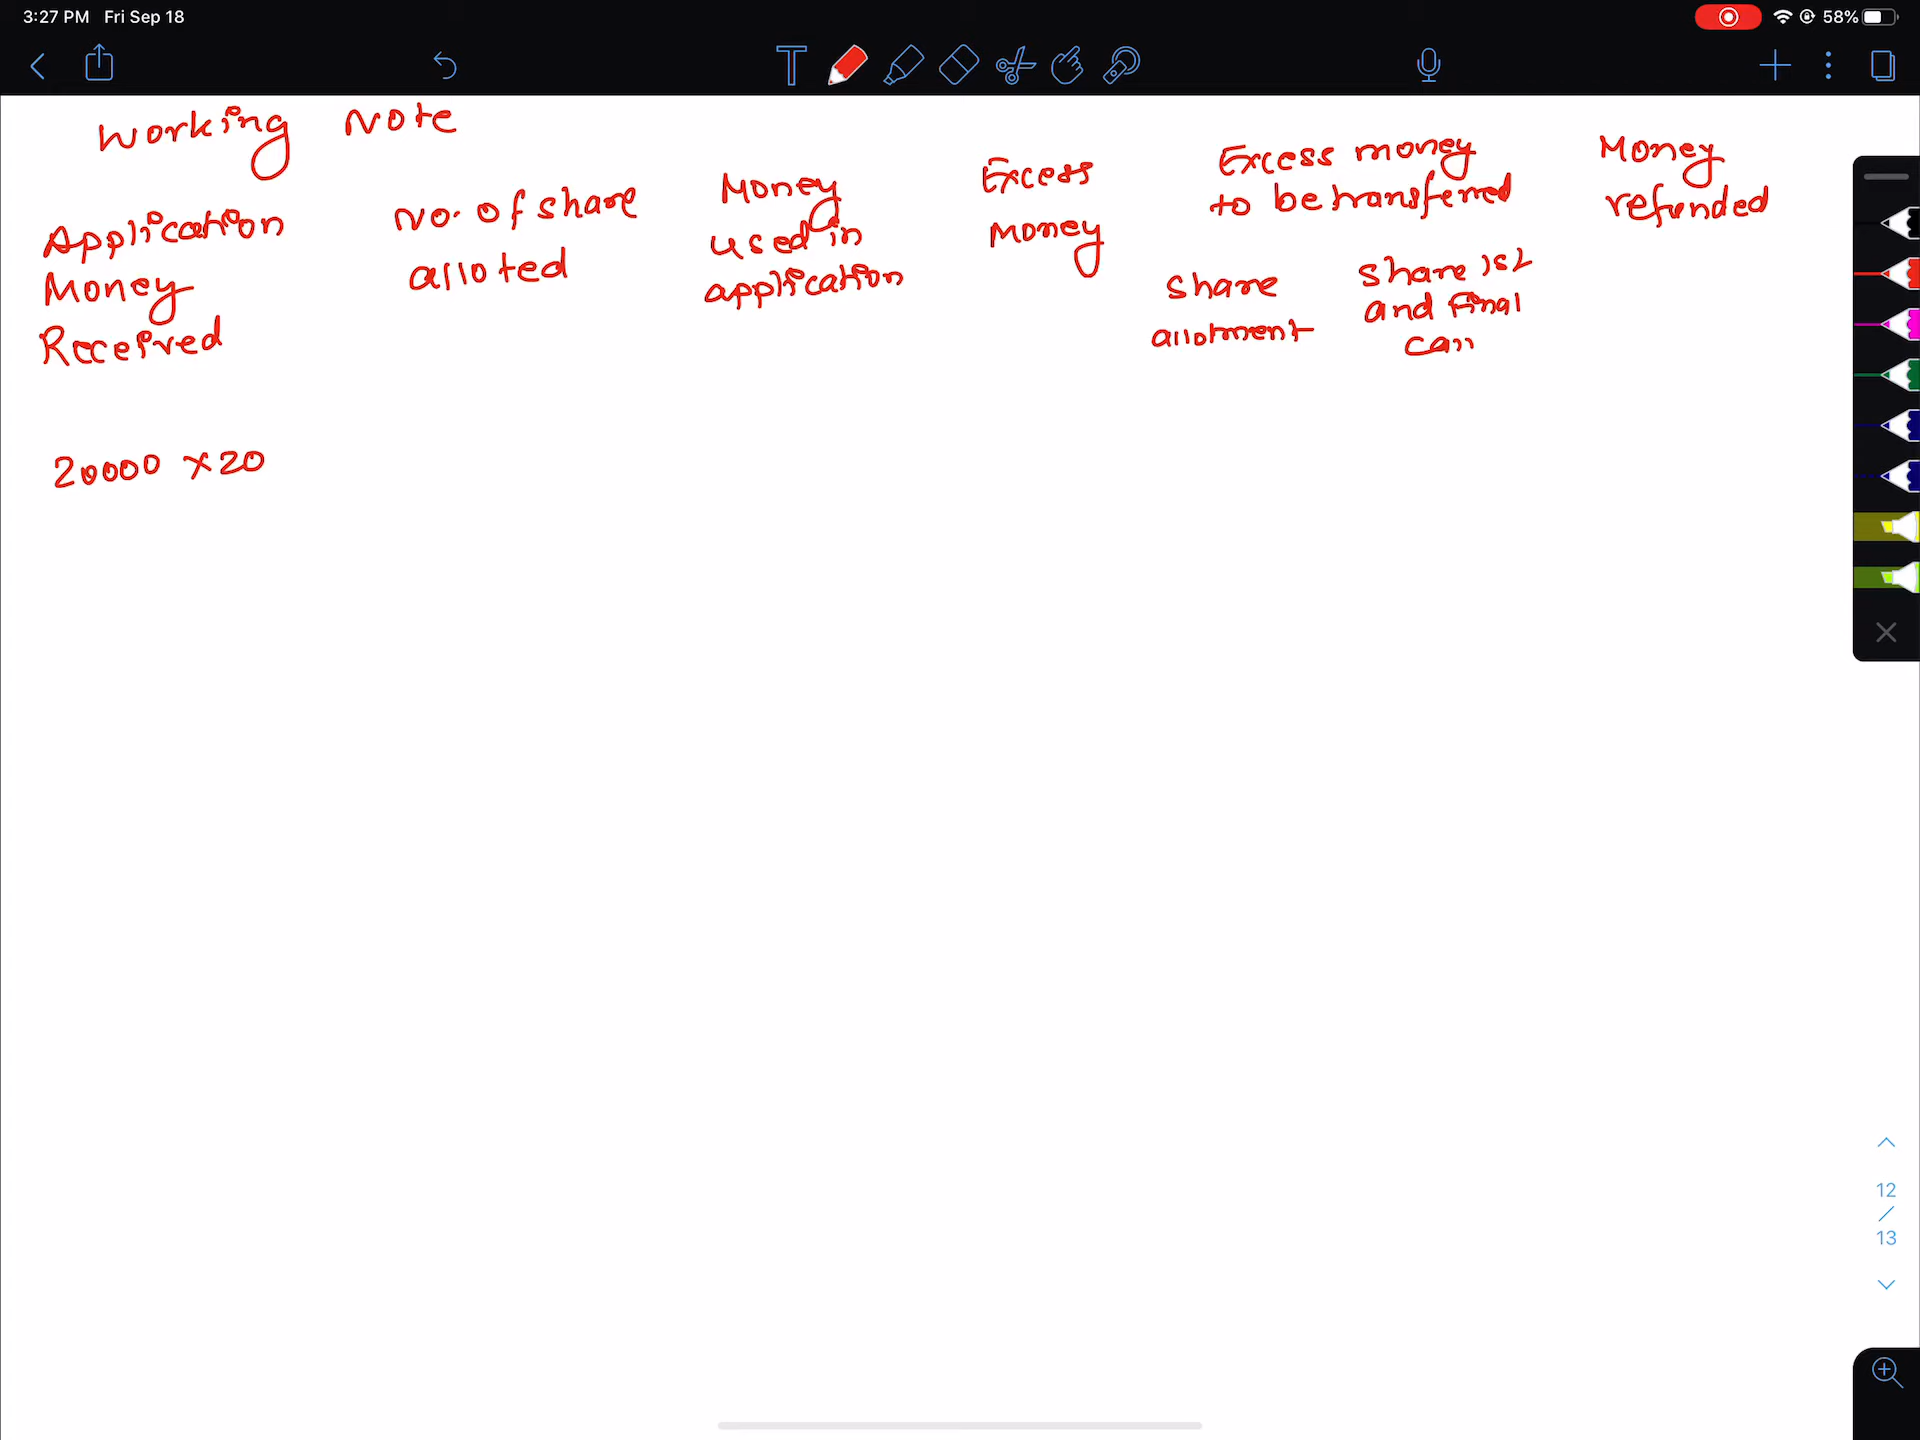 3:27 PM Fri Sep 18
58%
Working Note
Application
Money
Received
No. of share
alloted
Money
used in
application
Excess
Money
Excess money
to be transferred
Share
allotment
Share 1st
and Final
call
Money
refunded
20000 x 20
12
/
13